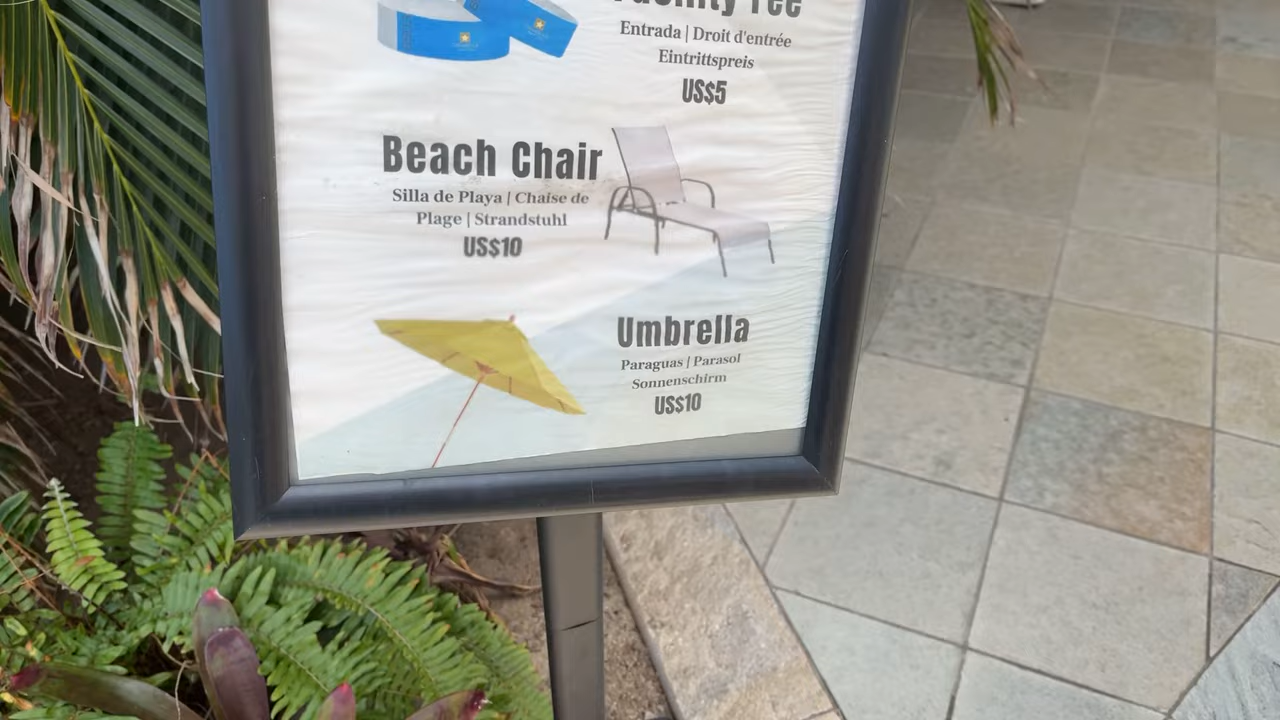 Facility Fee
Entrada | Droit d'entrée
Eintrittspreis
US$5
Beach Chair
Silla de Playa | Chaise de
Plage | Strandstuhl
US$10
Umbrella
Paraguas | Parasol
Sonnenschirm
US$10